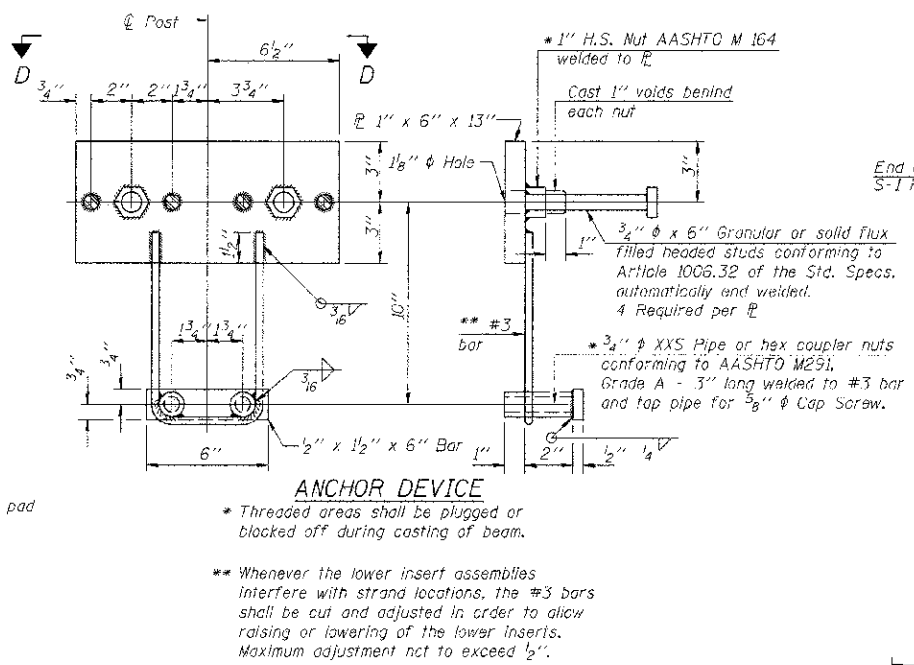 ℄ Post
D
D
6½"
¾"
2"
2"
1¾"
3¾"
3"
3"
1½"
10"
3/16
3/16
1¾"
1¾"
¾"
¾"
6"
½" x 1½" x 6" Bar
* 1" H.S. Nut AASHTO M 164
welded to ℄
Cast 1" voids behind
each nut
℄ 1" x 6" x 13"
1⅛" ϕ Hole
3"
End
S-1
¾" ϕ x 6" Granular or solid flux
filled headed studs conforming to
Article 1006.32 of the Std. Specs.
automatically end welded.
4 Required per ℄
1"
** #3
bar
* ¾" ϕ XXS Pipe or hex coupler nuts
conforming to AASHTO M291,
Grade A - 3" long welded to #3 bar
and tap pipe for ⅝" ϕ Cap Screw.
1"
2"
½"
¼
ANCHOR DEVICE
* Threaded areas shall be plugged or
blocked off during casting of beam.
** Whenever the lower insert assemblies
interfere with strand locations, the #3 bars
shall be cut and adjusted in order to allow
raising or lowering of the lower inserts.
Maximum adjustment not to exceed ½".
pad